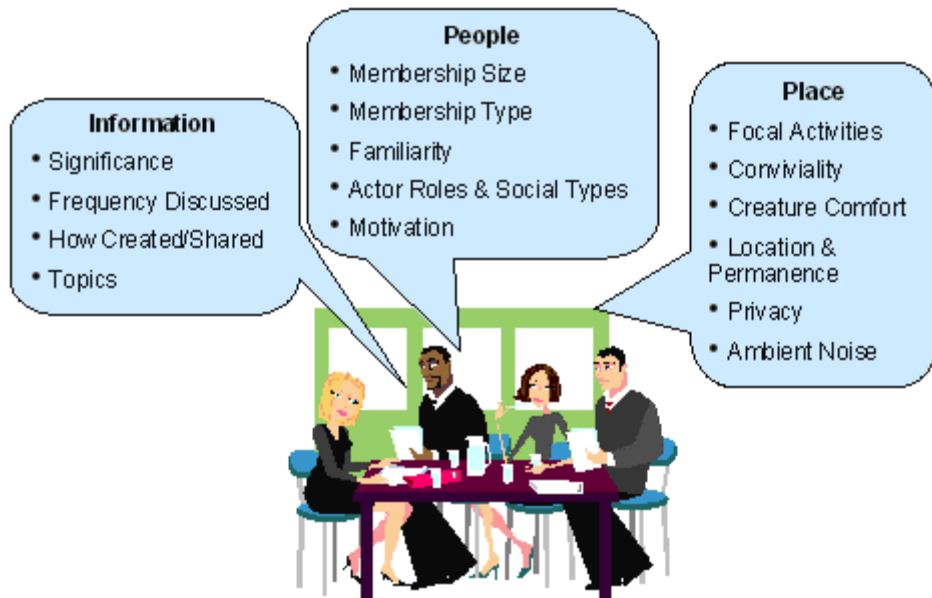 People
• Membership Size
• Membership Type
• Familiarity
• Actor Roles & Social Types
• Motivation
Information
• Significance
• Frequency Discussed
• How Created/Shared
• Topics
Place
• Focal Activities
• Conviviality
• Creature Comfort
• Location &
Permanence
• Privacy
• Ambient Noise